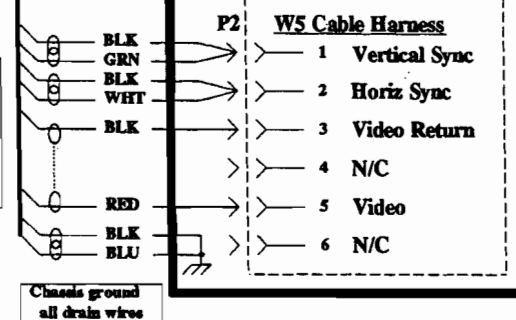 P2 W5 Cable Harness
BLK
GRN 1 Vertical Sync
BLK
WHT 2 Horiz Sync
BLK 3 Video Return
4 N/C
RED 5 Video
BLK
BLU 6 N/C
Chassis ground
all drain wires